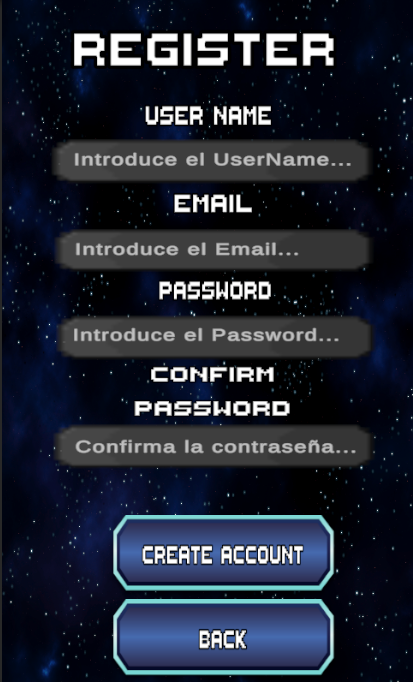 REGISTER
USER NAME
Introduce el UserName...
EMAIL
Introduce el Email...
PASSWORD
Introduce el Password...
CONFIRM
PASSWORD
Confirma la contraseña...
CREATE ACCOUNT
BACK